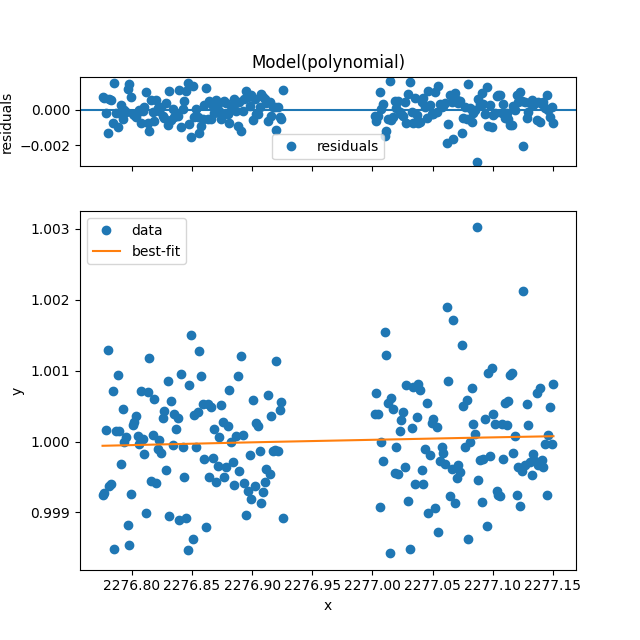 Model(polynomial)
residuals
0.000
−0.002
residuals
y
1.003
1.002
1.001
1.000
0.999
data
best-fit
2276.80 2276.85 2276.90 2276.95 2277.00 2277.05 2277.10 2277.15
x